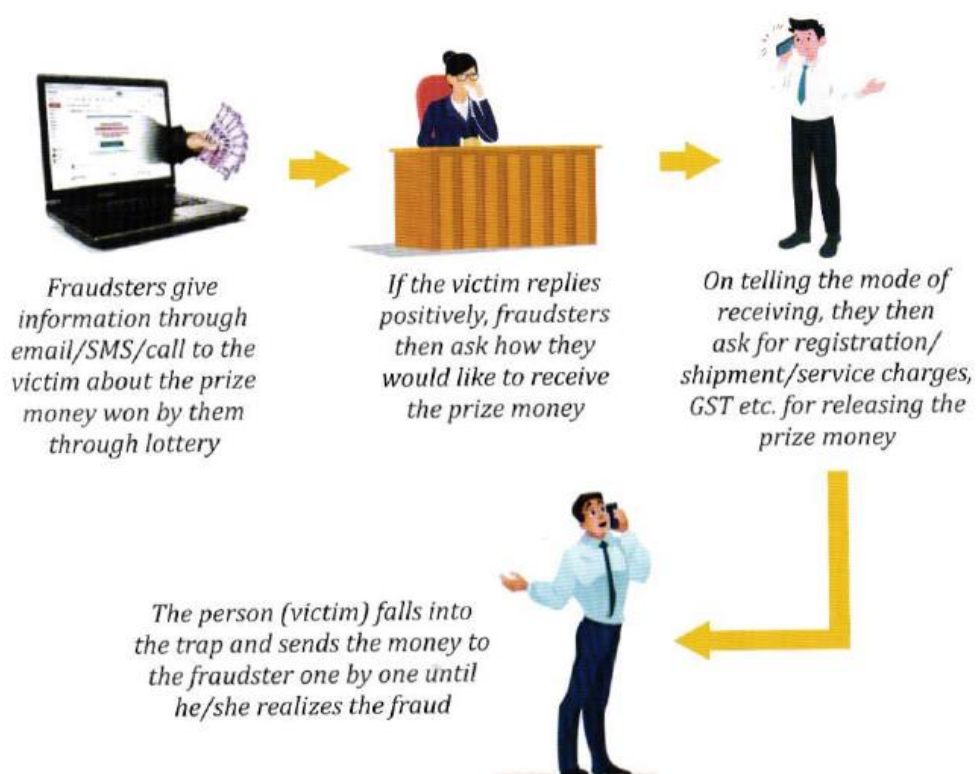 Fraudsters give
information through
email/SMS/call to the
victim about the prize
money won by them
through lottery
If the victim replies
positively, fraudsters
then ask how they
would like to receive
the prize money
On telling the mode of
receiving, they then
ask for registration/
shipment/service charges,
GST etc. for releasing the
prize money
The person (victim) falls into
the trap and sends the money to
the fraudster one by one until
he/she realizes the fraud